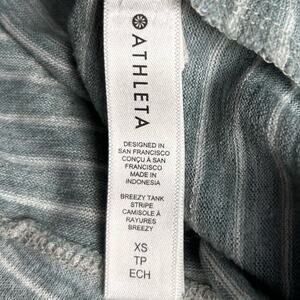 ATHLETA
DESIGNED IN
SAN FRANCISCO
CONÇU À SAN
FRANCISCO
MADE IN
INDONESIA
BREEZY TANK
STRIPE
CAMISOLE À
RAYURES
BREEZY
XS
TP
ECH